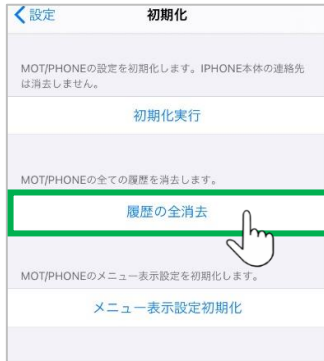 設定
初期化
MOT/PHONEの設定を初期化します。IPHONE本体の連絡先
は消去しません。
初期化実行
MOT/PHONEの全ての履歴を消去します。
履歴の全消去
MOT/PHONEのメニュー表示設定を初期化します。
メニュー表示設定初期化